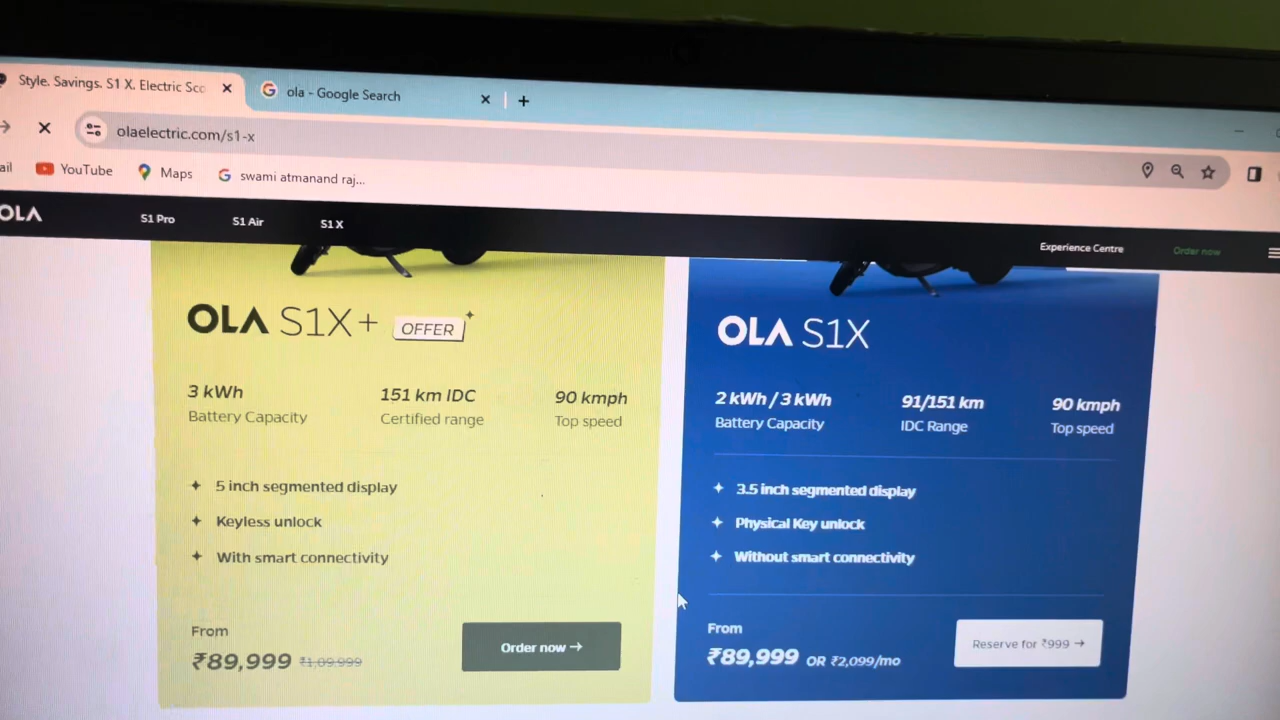 Style. Savings. S1 X. Electric Sco
ola - Google Search
olaelectric.com/s1-x
ail
YouTube
Maps
swami atmanand raj...
OLA
S1 Pro
S1 Air
S1 X
Experience Centre
Order now
OLA S1X+
OFFER
3 kWh
151 km IDC
90 kmph
Battery Capacity
Certified range
Top speed
5 inch segmented display
Keyless unlock
With smart connectivity
From
₹89,999 ₹1,09,999
Order now →
OLA S1X
2 kWh / 3 kWh
91/151 km
90 kmph
Battery Capacity
IDC Range
Top speed
3.5 inch segmented display
Physical Key unlock
Without smart connectivity
From
₹89,999 OR ₹2,099/mo
Reserve for ₹999 →